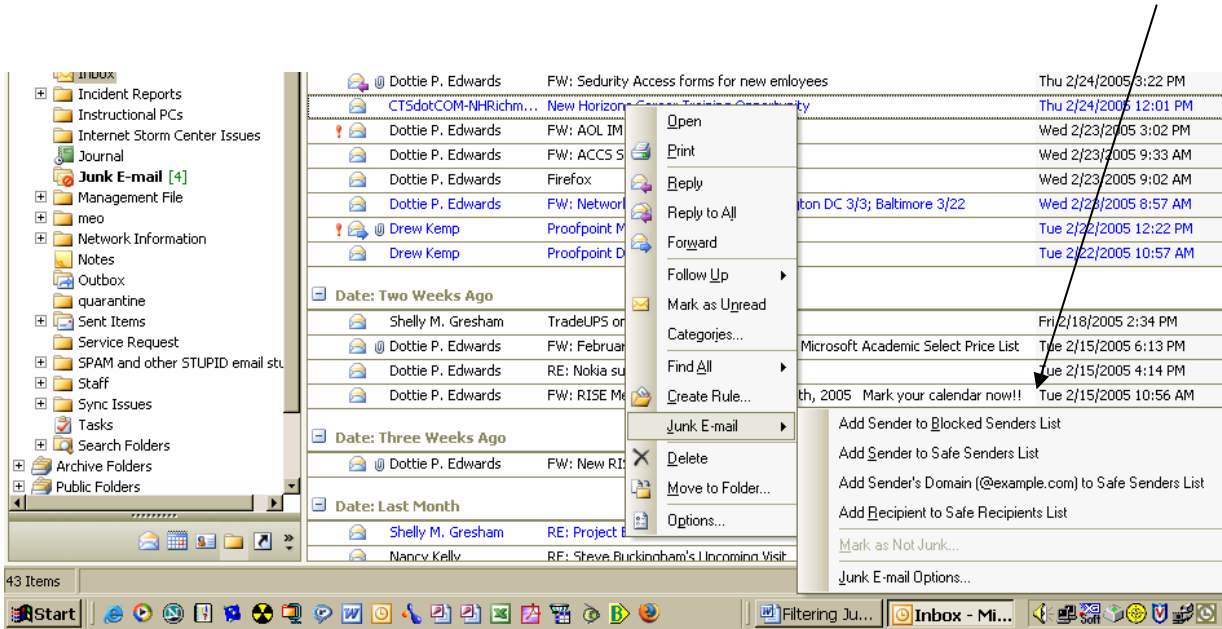 Inbox
Incident Reports
Instructional PCs
Internet Storm Center Issues
Journal
Junk E-mail [4]
Management File
meo
Network Information
Notes
Outbox
quarantine
Sent Items
Service Request
SPAM and other STUPID email stu
Staff
Sync Issues
Tasks
Search Folders
Archive Folders
Public Folders
43 Items
Dottie P. Edwards FW: Sedurity Access forms for new emloyees Thu 2/24/2005 3:22 PM
CTSdotCOM-NHRichm... New Horizons Career Training Opportunity Thu 2/24/2005 12:01 PM
Dottie P. Edwards FW: AOL IM Wed 2/23/2005 3:02 PM
Dottie P. Edwards FW: ACCS S Wed 2/23/2005 9:33 AM
Dottie P. Edwards Firefox Wed 2/23/2005 9:02 AM
Dottie P. Edwards FW: Networ gton DC 3/3; Baltimore 3/22 Wed 2/23/2005 8:57 AM
Drew Kemp Proofpoint M Tue 2/22/2005 12:22 PM
Drew Kemp Proofpoint D Tue 2/22/2005 10:57 AM
Date: Two Weeks Ago
Shelly M. Gresham TradeUPS or Fri 2/18/2005 2:34 PM
Dottie P. Edwards FW: Februar Microsoft Academic Select Price List Tue 2/15/2005 6:13 PM
Dottie P. Edwards RE: Nokia su Tue 2/15/2005 4:14 PM
Dottie P. Edwards FW: RISE Me th, 2005 Mark your calendar now!! Tue 2/15/2005 10:56 AM
Date: Three Weeks Ago
Dottie P. Edwards FW: New RI
Date: Last Month
Shelly M. Gresham RE: Project E
Nancy Kelly RE: Steve Buckingham's Upcoming Visit
Open
Print
Reply
Reply to All
Forward
Follow Up
Mark as Unread
Categories...
Find All
Create Rule...
Junk E-mail
Delete
Move to Folder...
Options...
Add Sender to Blocked Senders List
Add Sender to Safe Senders List
Add Sender's Domain (@example.com) to Safe Senders List
Add Recipient to Safe Recipients List
Mark as Not Junk...
Junk E-mail Options...
Start
Filtering Ju...
Inbox - Mi...